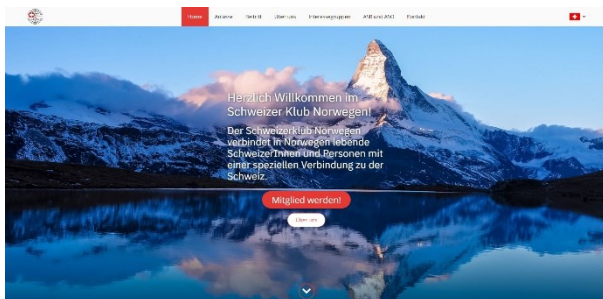 Home Anlässe Beitritt Über uns Interessengruppen ASR und ASO Kontakt
Herzlich Willkommen im
Schweizer Klub Norwegen!
Der Schweizerklub Norwegen
verbindet in Norwegen lebende
SchweizerInnen und Personen mit
einer speziellen Verbindung zu der
Schweiz.
Mitglied werden!
Über uns